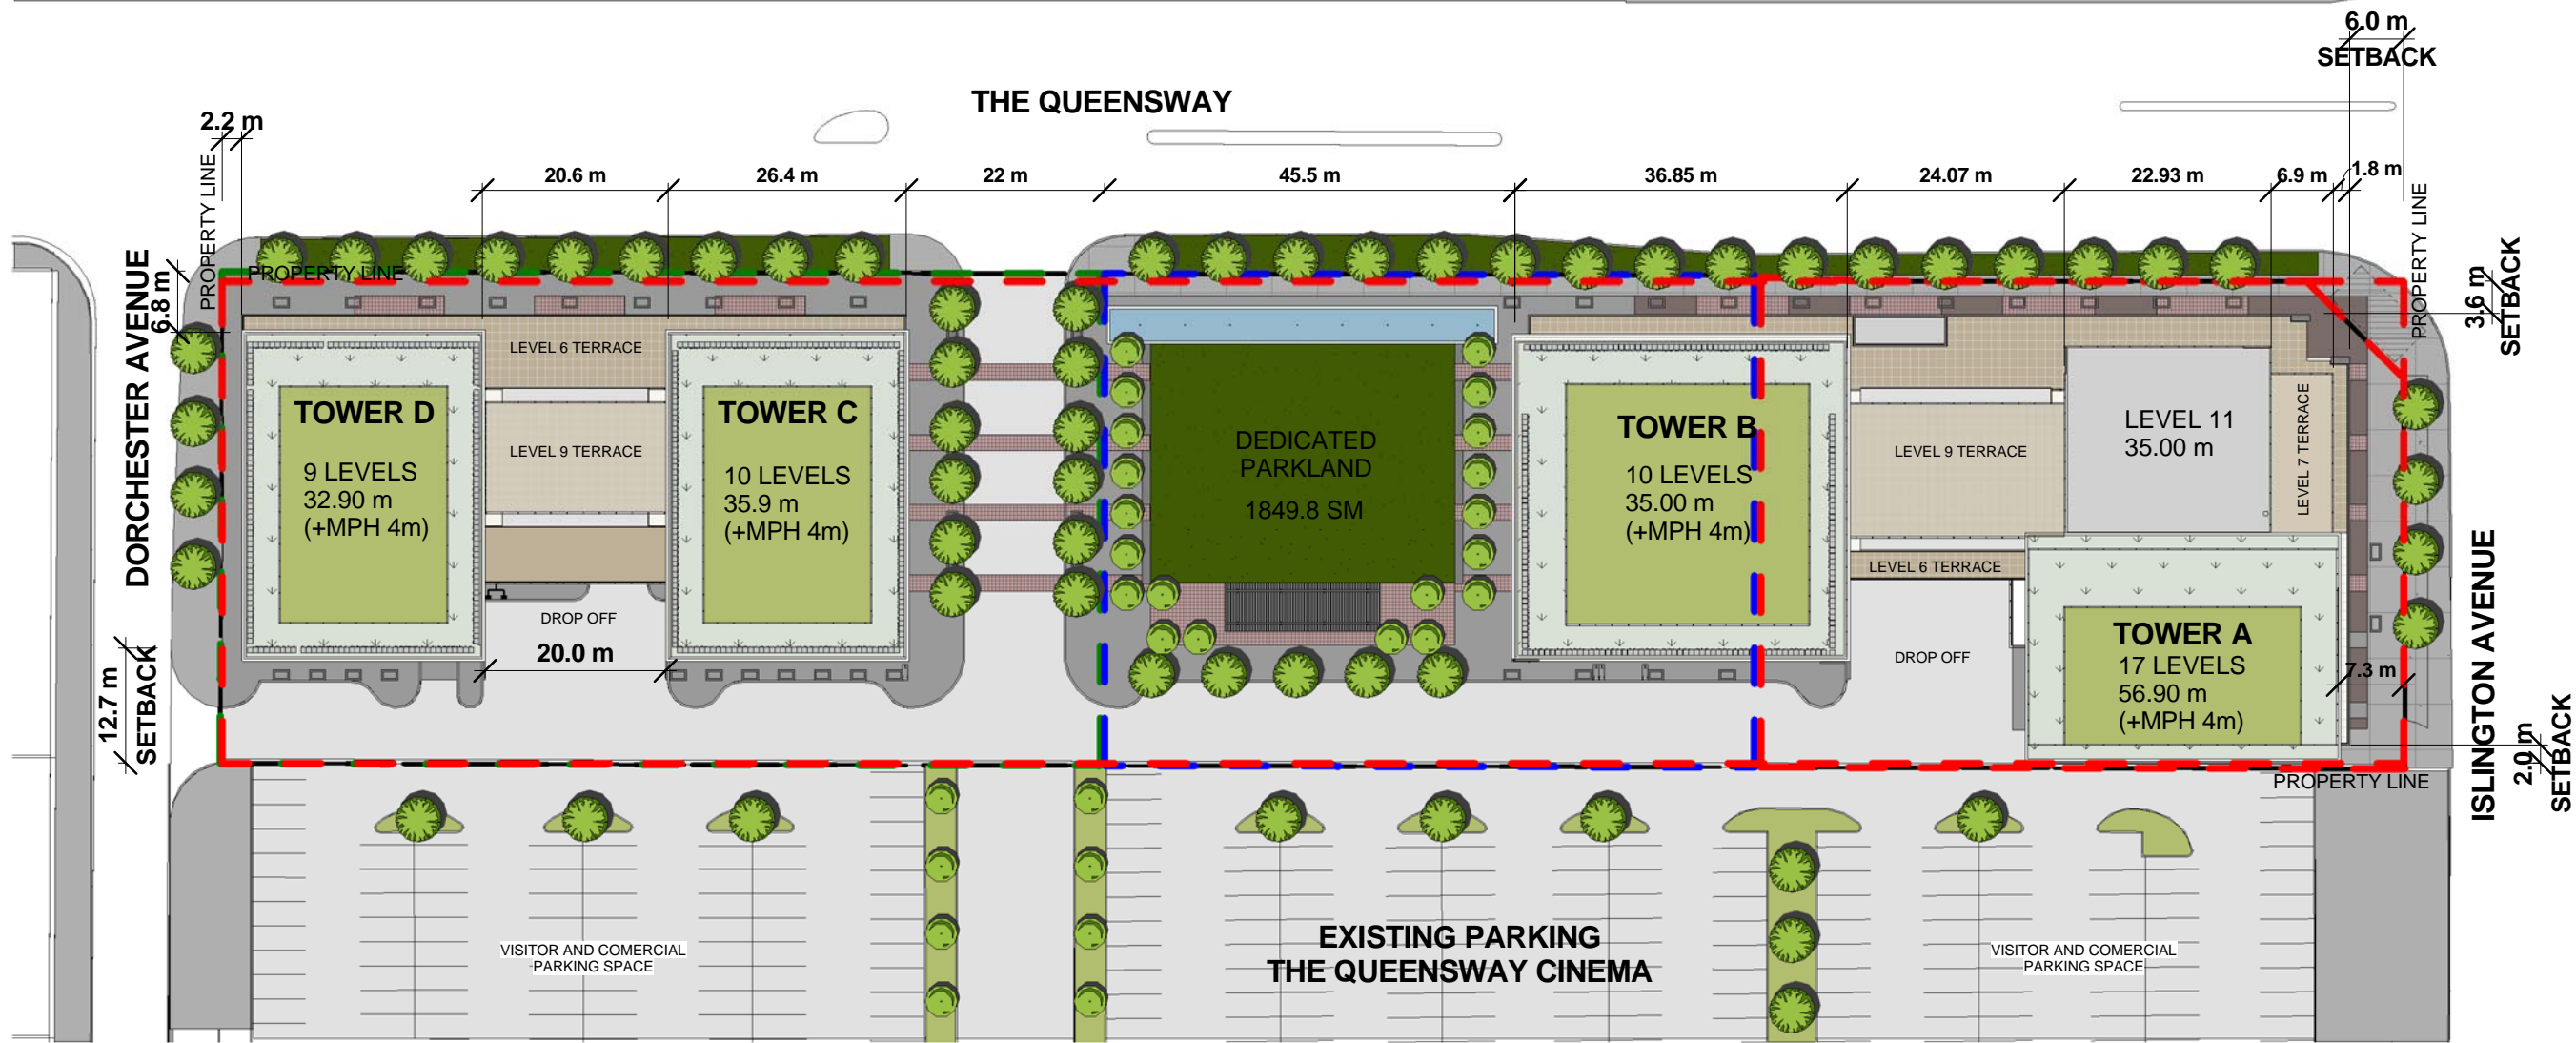 6.0 m
SETBACK
THE QUEENSWAY
2.2 m
20.6 m
26.4 m
22 m
45.5 m
36.85 m
24.07 m
22.93 m
6.9 m
1.8 m
PROPERTY LINE
PROPERTY LINE
PROPERTY LINE
DORCHESTER AVENUE
6.8 m
3.6 m
SETBACK
LEVEL 6 TERRACE
LEVEL 9 TERRACE
TOWER D
9 LEVELS
32.90 m
(+MPH 4m)
TOWER C
10 LEVELS
35.9 m
(+MPH 4m)
DEDICATED
PARKLAND
1849.8 SM
TOWER B
10 LEVELS
35.00 m
(+MPH 4m)
LEVEL 9 TERRACE
LEVEL 11
35.00 m
LEVEL 7 TERRACE
LEVEL 6 TERRACE
DROP OFF
20.0 m
DROP OFF
TOWER A
17 LEVELS
56.90 m
(+MPH 4m)
7.3 m
12.7 m
SETBACK
ISLINGTON AVENUE
2.0 m
SETBACK
PROPERTY LINE
VISITOR AND COMERCIAL
PARKING SPACE
EXISTING PARKING
THE QUEENSWAY CINEMA
VISITOR AND COMERCIAL
PARKING SPACE